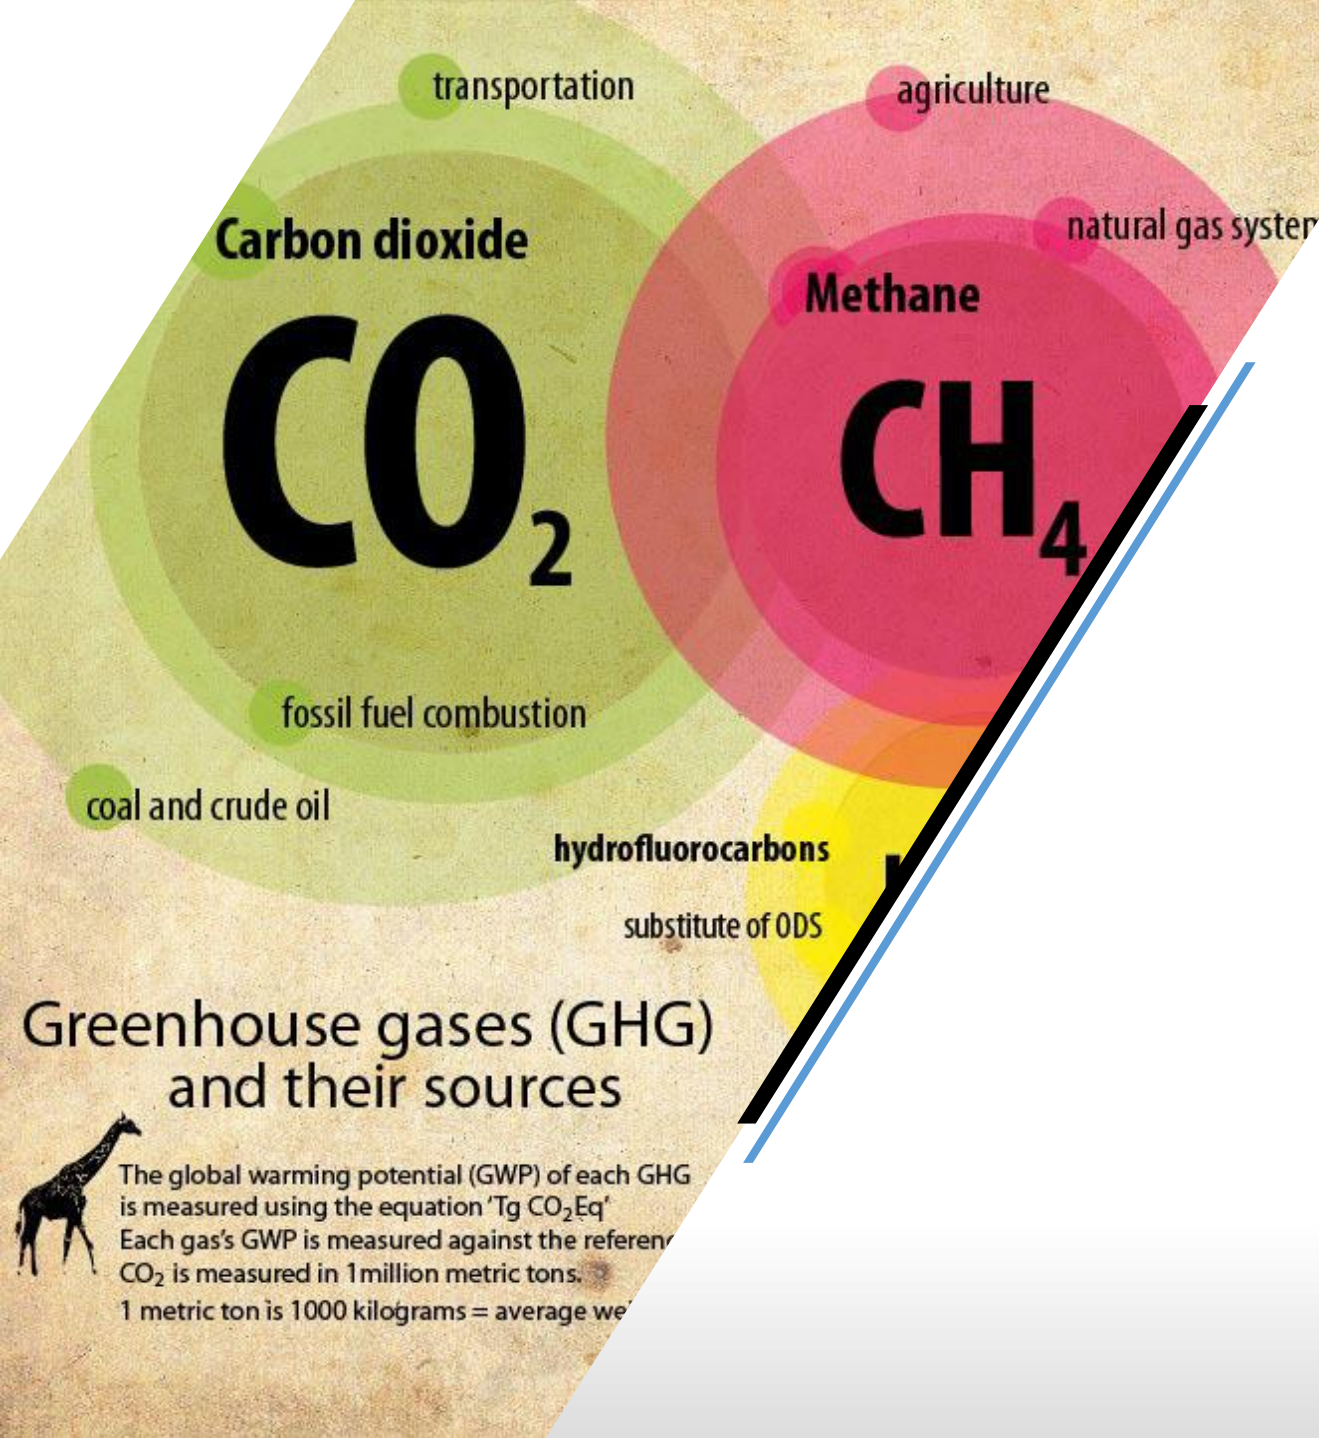 transportation
agriculture
natural gas system
Carbon dioxide
Methane
CO₂
CH₄
fossil fuel combustion
coal and crude oil
hydrofluorocarbons
substitute of ODS
Greenhouse gases (GHG)
and their sources
The global warming potential (GWP) of each GHG
is measured using the equation 'Tg CO₂Eq'
Each gas's GWP is measured against the
CO₂ is measured in 1million metric tons.
1 metric ton is 1000 kilograms = average